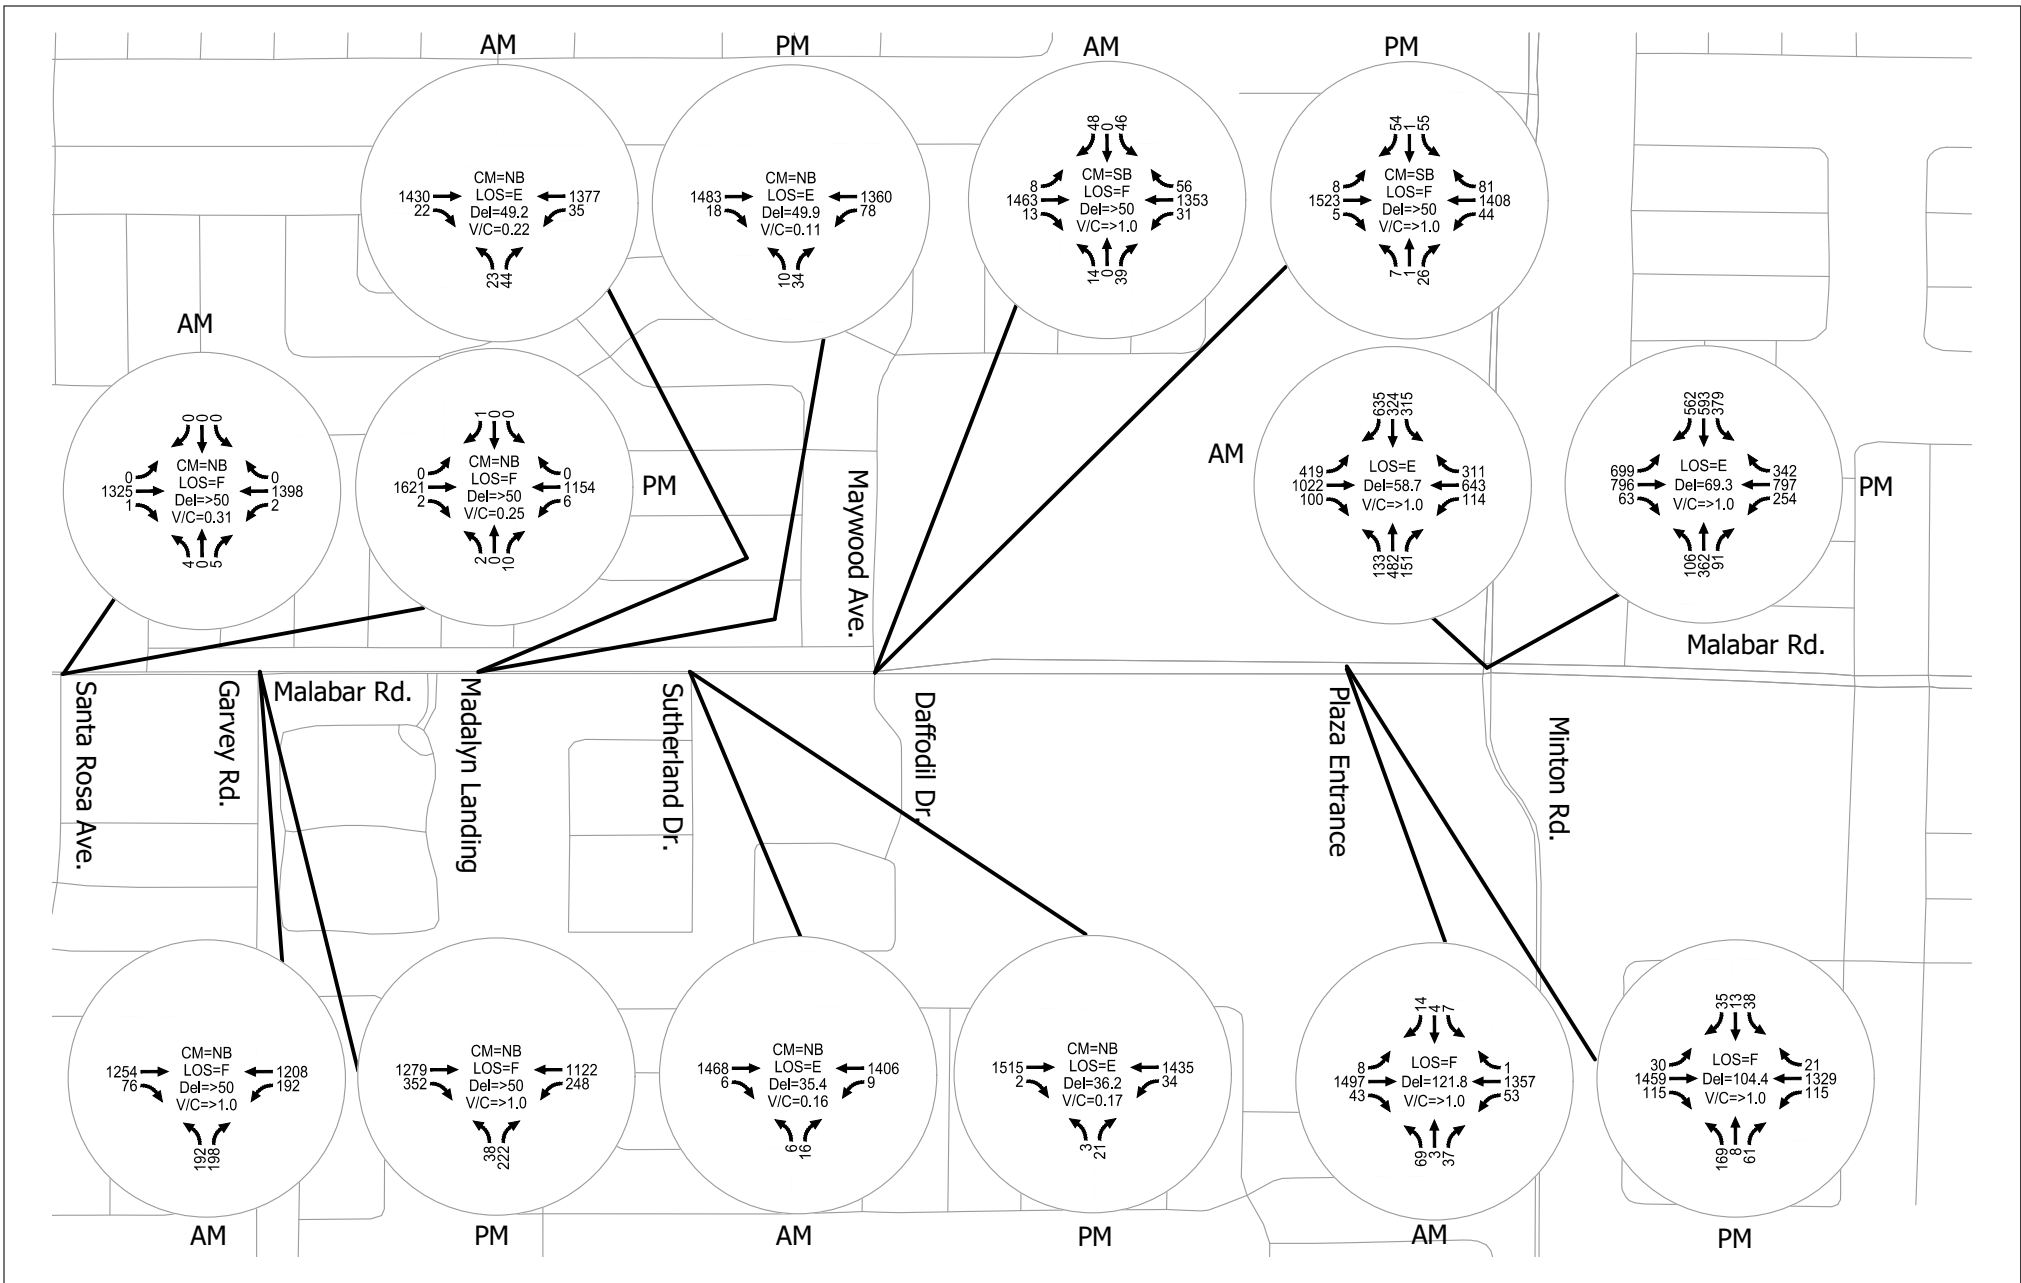 AM
PM
AM
PM
CM=NB
LOS=E
Del=49.2
V/C=0.22
1430
22
1377
35
23
44
CM=NB
LOS=E
Del=49.9
V/C=0.11
1483
18
1360
78
10
34
48
0
46
8
1463
13
CM=SB
LOS=F
Del=>50
V/C=>1.0
56
1353
31
14
0
39
54
1
55
8
1523
5
CM=SB
LOS=F
Del=>50
V/C=>1.0
81
1408
44
7
1
26
AM
0
0
0
0
1325
1
CM=NB
LOS=F
Del=>50
V/C=0.31
0
1398
2
4
0
5
1
0
0
0
1621
2
CM=NB
LOS=F
Del=>50
V/C=0.25
0
1154
6
2
0
10
PM
AM
635
324
315
419
1022
100
LOS=E
Del=58.7
V/C=>1.0
311
643
114
133
482
151
562
593
379
699
796
63
LOS=E
Del=69.3
V/C=>1.0
342
797
254
106
362
91
PM
Maywood Ave.
Malabar Rd.
Santa Rosa Ave.
Garvey Rd.
Malabar Rd.
Madalyn Landing
Sutherland Dr.
Daffodil Dr.
Plaza Entrance
Minton Rd.
1254
76
CM=NB
LOS=F
Del=>50
V/C=>1.0
1208
192
192
198
1279
352
CM=NB
LOS=F
Del=>50
V/C=>1.0
1122
248
38
222
1468
6
CM=NB
LOS=E
Del=35.4
V/C=0.16
1406
9
6
16
1515
2
CM=NB
LOS=E
Del=36.2
V/C=0.17
1435
34
3
21
14
4
7
8
1497
43
LOS=F
Del=121.8
V/C=>1.0
1
1357
53
69
3
37
35
13
38
30
1459
115
LOS=F
Del=104.4
V/C=>1.0
21
1329
115
169
8
61
AM
PM
AM
PM
AM
PM